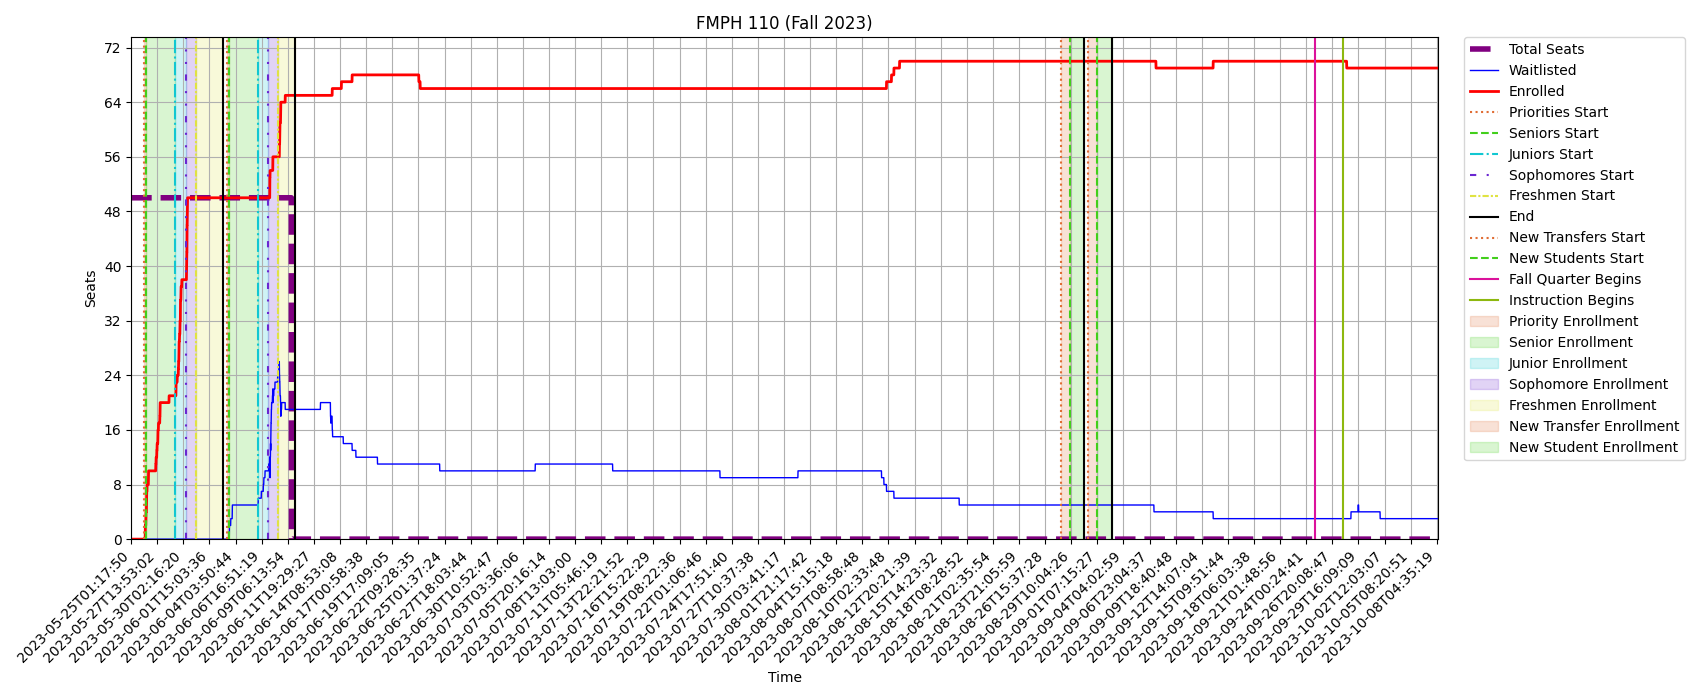 FMPH 110 (Fall 2023)
72
64
56
48
40
32
24
16
8
0
Seats
2023-05-25T01:17:50
2023-05-27T13:53:02
2023-05-30T02:16:20
2023-06-01T15:03:36
2023-06-04T03:50:44
2023-06-06T16:51:19
2023-06-09T06:13:54
2023-06-11T19:29:27
2023-06-14T08:53:08
2023-06-17T00:58:38
2023-06-19T17:09:05
2023-06-22T09:28:35
2023-06-25T01:37:24
2023-06-27T18:03:44
2023-06-30T10:52:47
2023-07-03T03:36:06
2023-07-05T20:16:14
2023-07-08T13:03:00
2023-07-11T05:46:19
2023-07-13T22:21:52
2023-07-16T15:22:29
2023-07-19T08:22:36
2023-07-22T01:06:46
2023-07-24T17:51:40
2023-07-27T10:37:38
2023-07-30T03:41:17
2023-08-01T21:17:42
2023-08-04T15:15:18
2023-08-07T08:58:49
2023-08-10T02:33:48
2023-08-12T20:21:39
2023-08-15T14:23:32
2023-08-18T08:28:52
2023-08-21T02:35:54
2023-08-23T21:05:59
2023-08-26T15:37:28
2023-08-29T10:04:26
2023-09-01T07:15:27
2023-09-04T04:02:59
2023-09-06T23:04:37
2023-09-09T18:40:48
2023-09-12T14:07:04
2023-09-15T09:51:44
2023-09-18T06:03:38
2023-09-21T01:48:56
2023-09-24T00:24:41
2023-09-26T20:08:47
2023-09-29T16:09:09
2023-10-02T12:03:07
2023-10-05T08:20:51
2023-10-08T04:35:19
Time
Total Seats
Waitlisted
Enrolled
Priorities Start
Seniors Start
Juniors Start
Sophomores Start
Freshmen Start
End
New Transfers Start
New Students Start
Fall Quarter Begins
Instruction Begins
Priority Enrollment
Senior Enrollment
Junior Enrollment
Sophomore Enrollment
Freshmen Enrollment
New Transfer Enrollment
New Student Enrollment